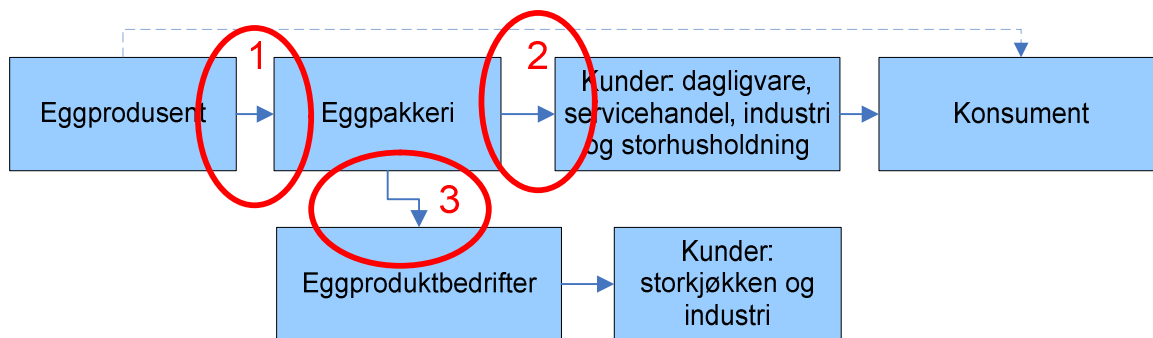 1
2
Eggprodusent
Eggpakkeri
Kunder: dagligvare,
servicehandel, industri
og storhusholdning
Konsument
3
Eggproduktbedrifter
Kunder:
storkjøkken og
industri